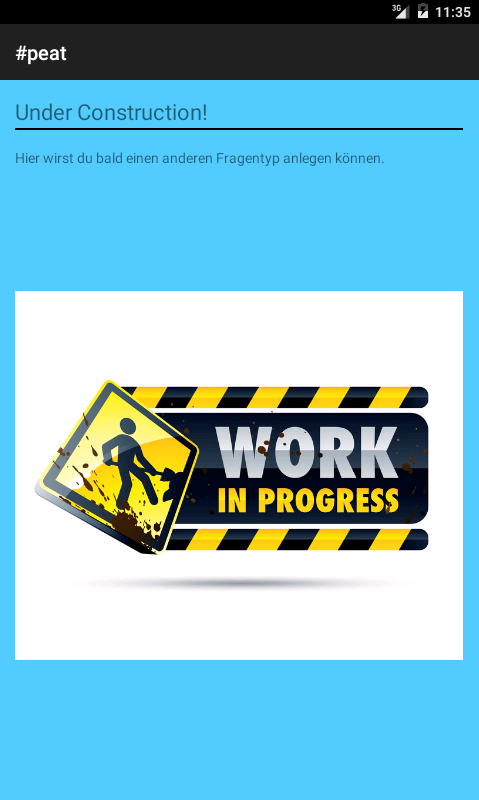 3G 11:35
#peat
Under Construction!
Hier wirst du bald einen anderen Fragentyp anlegen können.
WORK
IN PROGRESS